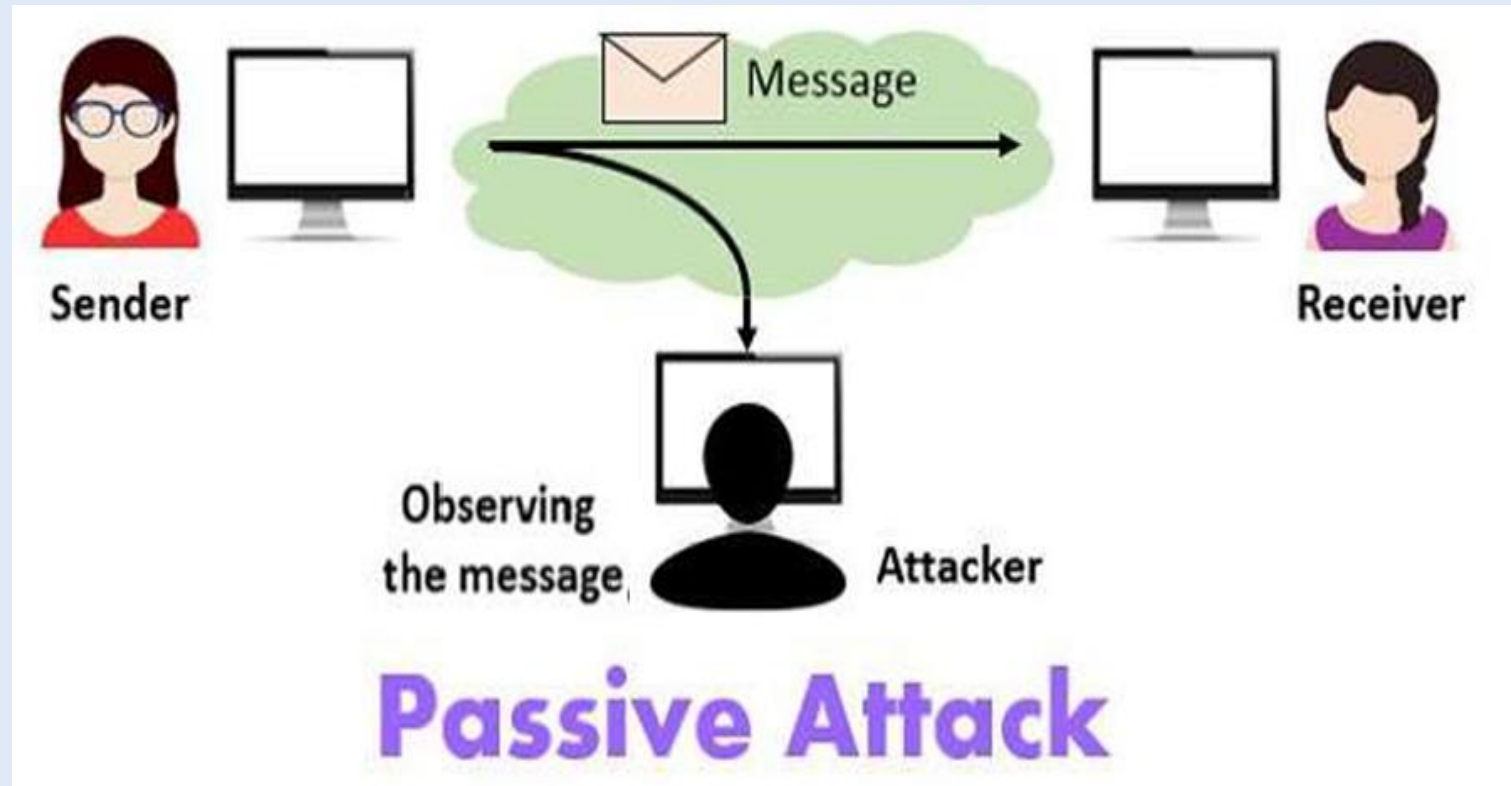 Message
Sender
Receiver
Observing
the message,
Attacker
Passive Attack